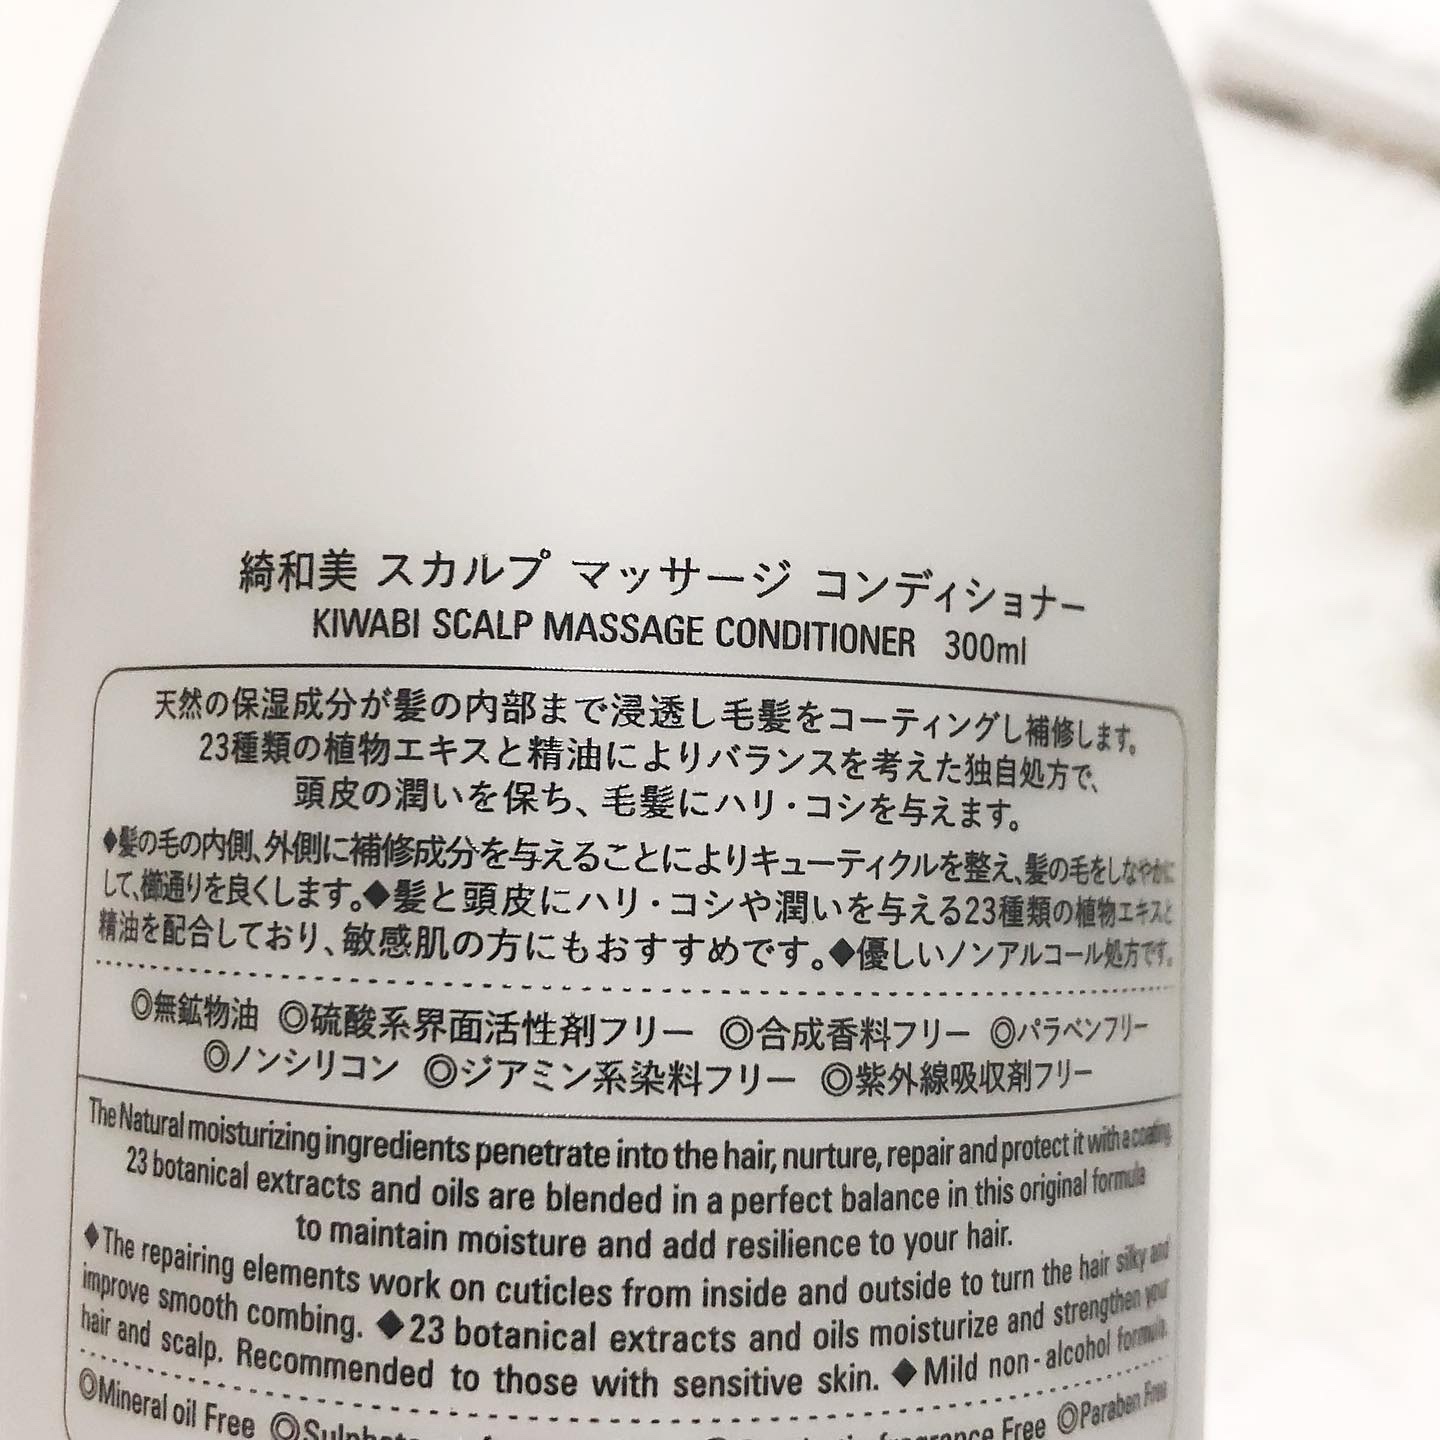 綺和美 スカルプ マッサージ コンディショナー
KIWABI SCALP MASSAGE CONDITIONER 300ml
天然の保湿成分が髪の内部まで浸透し毛髪をコーティングし補修します。
23種類の植物エキスと精油によりバランスを考えた独自処方で、
頭皮の潤いを保ち、毛髪にハリ・コシを与えます。
◆髪の毛の内側、外側に補修成分を与えることによりキューティクルを整え、髪の毛をしなやかに
して、櫛通りを良くします。◆髪と頭皮にハリ・コシや潤いを与える23種類の植物エキスと
精油を配合しており、敏感肌の方にもおすすめです。◆優しいノンアルコール処方です。
◎無鉱物油 ◎硫酸系界面活性剤フリー ◎合成香料フリー ◎パラベンフリー
◎ノンシリコン ◎ジアミン系染料フリー ◎紫外線吸収剤フリー
The Natural moisturizing ingredients penetrate into the hair, nurture, repair and protect it with a coating.
23 botanical extracts and oils are blended in a perfect balance in this original formula
to maintain moisture and add resilience to your hair.
◆The repairing elements work on cuticles from inside and outside to turn the hair silky and
improve smooth combing. ◆23 botanical extracts and oils moisturize and strengthen your
hair and scalp. Recommended to those with sensitive skin. ◆Mild non-alcohol formula.
◎Mineral oil Free fragrance Free ◎Paraben Free